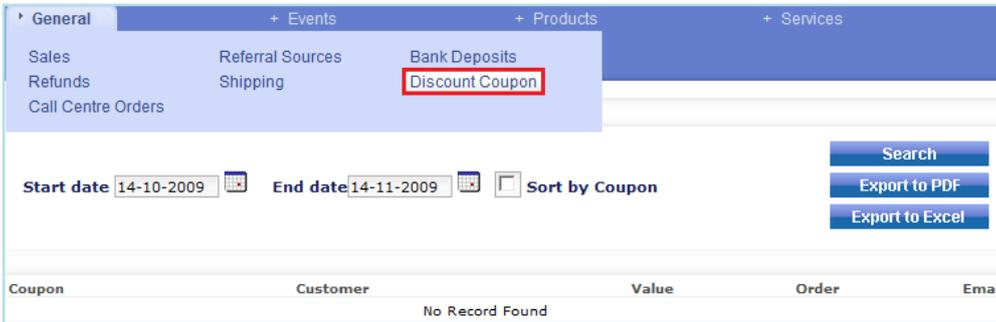 General + Events + Products + Services
Sales Referral Sources Bank Deposits
Refunds Shipping Discount Coupon
Call Centre Orders
Search
Start date 14-10-2009 End date 14-11-2009 Sort by Coupon Export to PDF
Export to Excel
Coupon Customer Value Order Ema
No Record Found